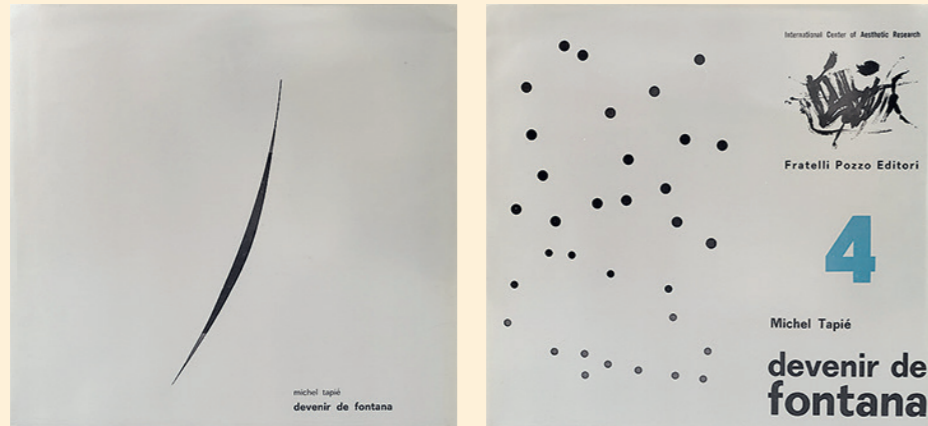 michel tapié
devenir de fontana
International Center of Aesthetic Research
Fratelli Pozzo Editori
4
Michel Tapié
devenir de
fontana